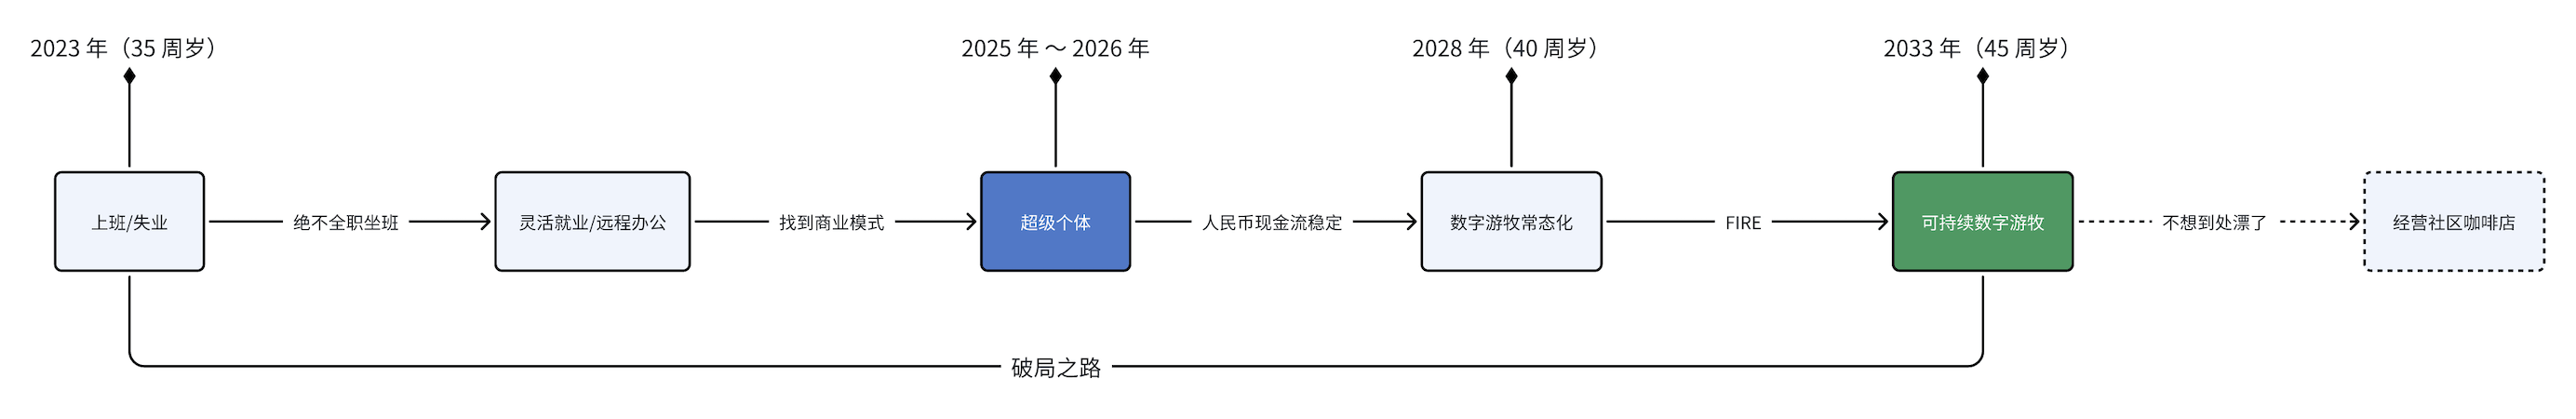 2023 年（35 周岁）
2025 年 ～ 2026 年
2028 年（40 周岁）
2033 年（45 周岁）
上班/失业
绝不全职坐班
灵活就业/远程办公
找到商业模式
超级个体
人民币现金流稳定
数字游牧常态化
FIRE
可持续数字游牧
不想到处漂了
经营社区咖啡店
破局之路